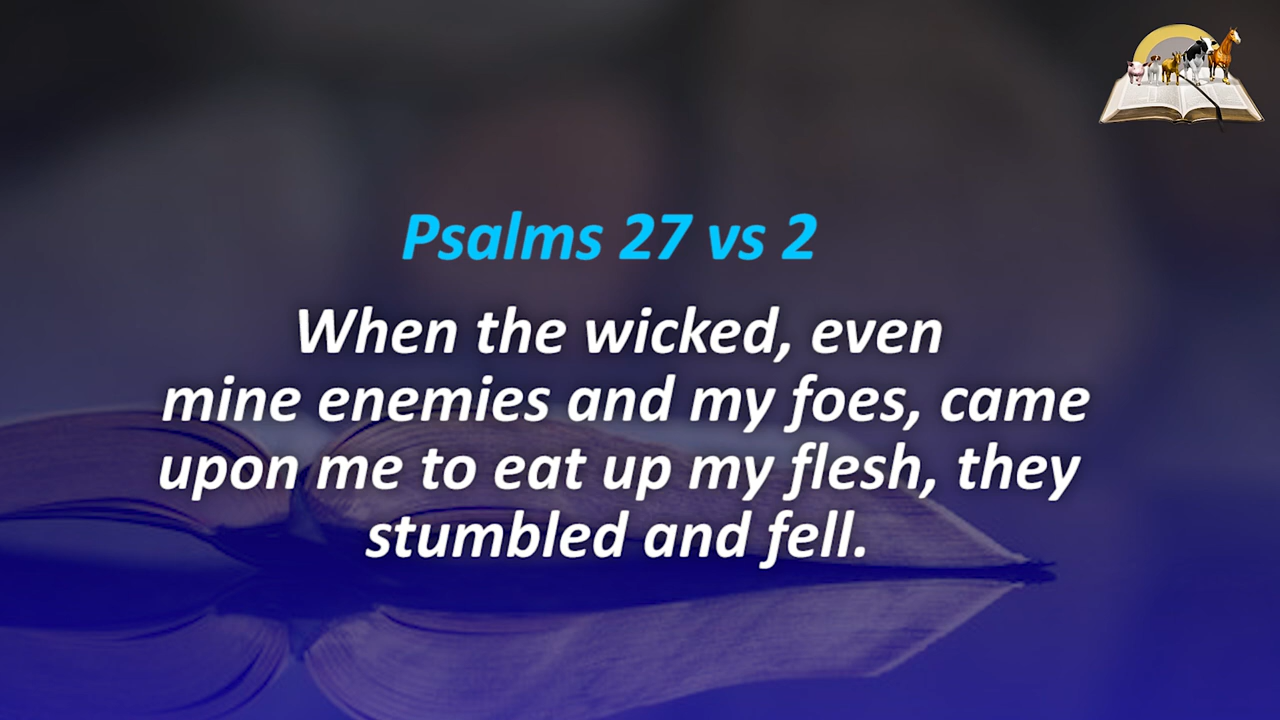 Psalms 27 vs 2
When the wicked, even
mine enemies and my foes, came
upon me to eat up my flesh, they
stumbled and fell.